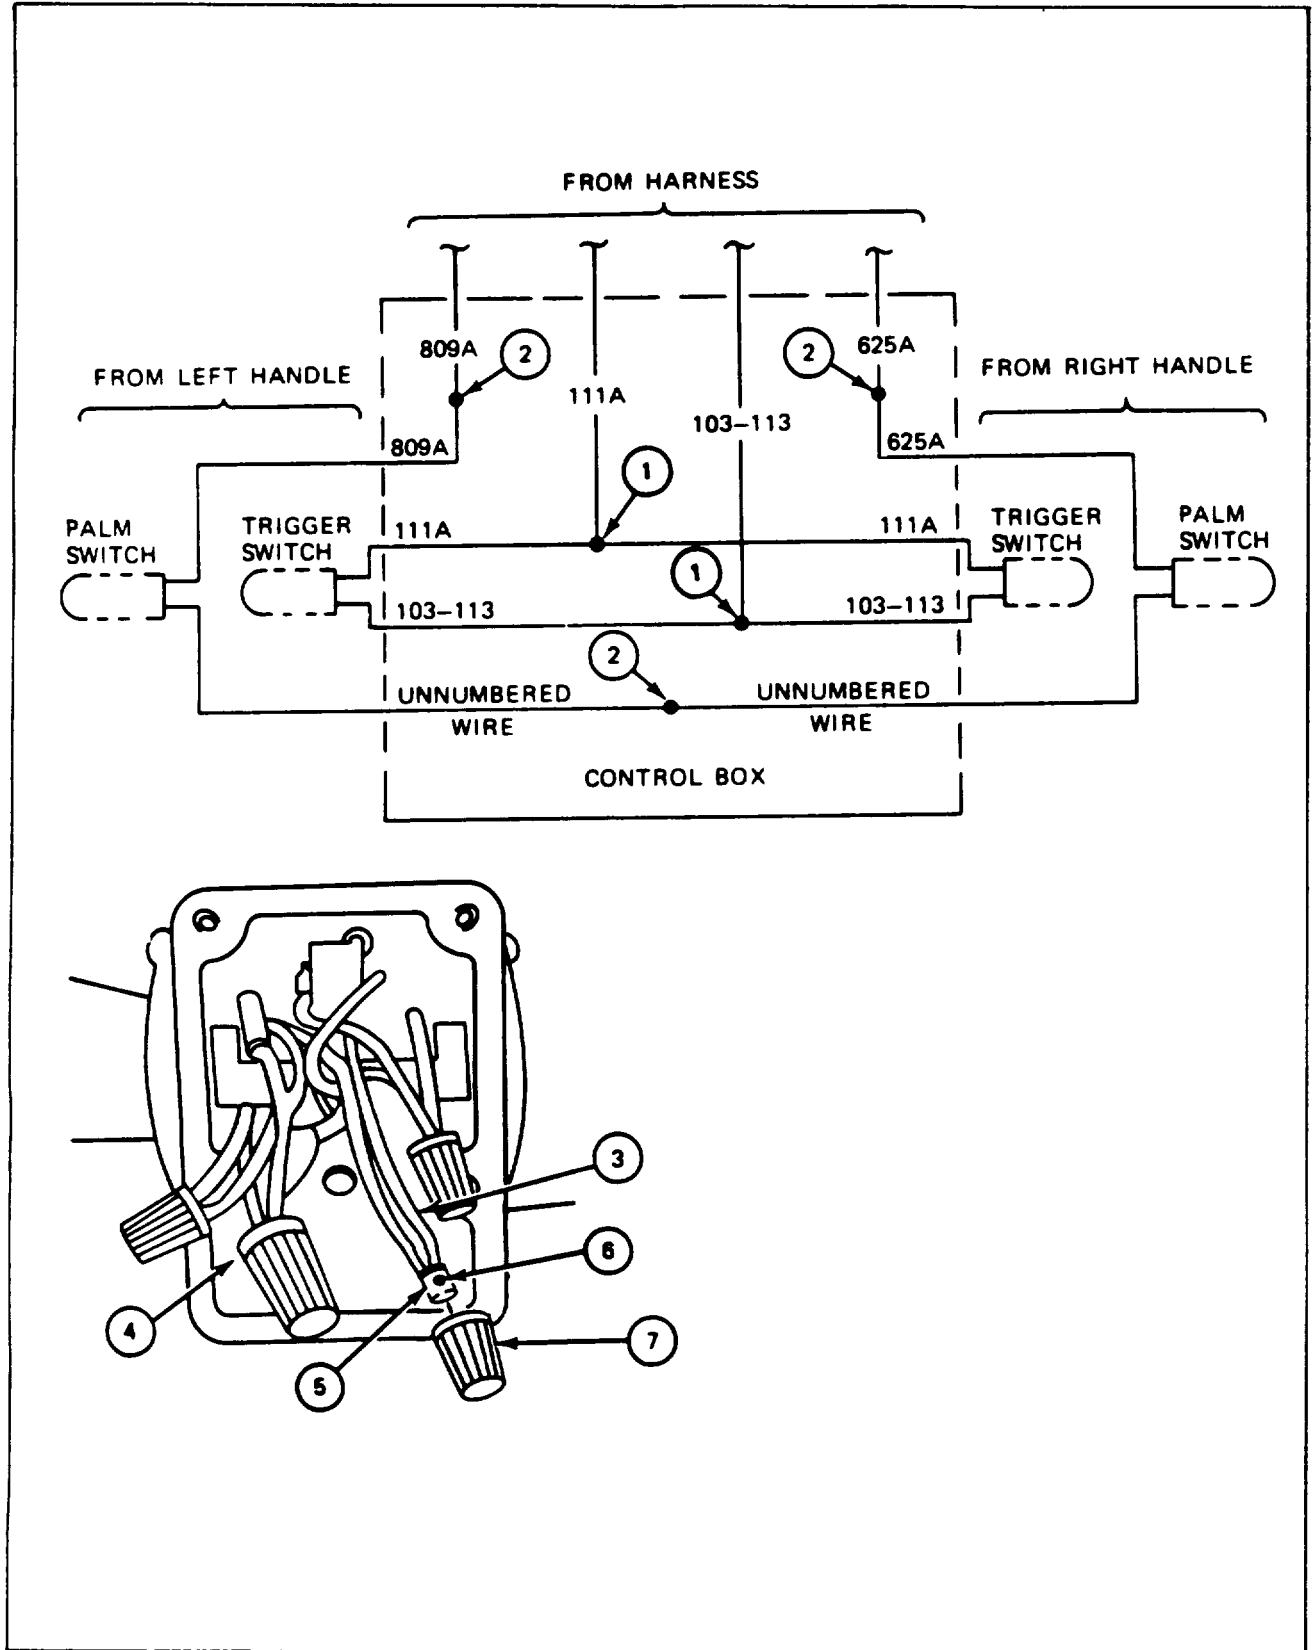 FROM HARNESS
809A
2
2
625A
FROM LEFT HANDLE
111A
FROM RIGHT HANDLE
103–113
809A
625A
1
PALM
SWITCH
TRIGGER
SWITCH
111A
111A
TRIGGER
SWITCH
PALM
SWITCH
1
103–113
103–113
2
UNNUMBERED
WIRE
UNNUMBERED
WIRE
CONTROL BOX
3
6
4
7
5